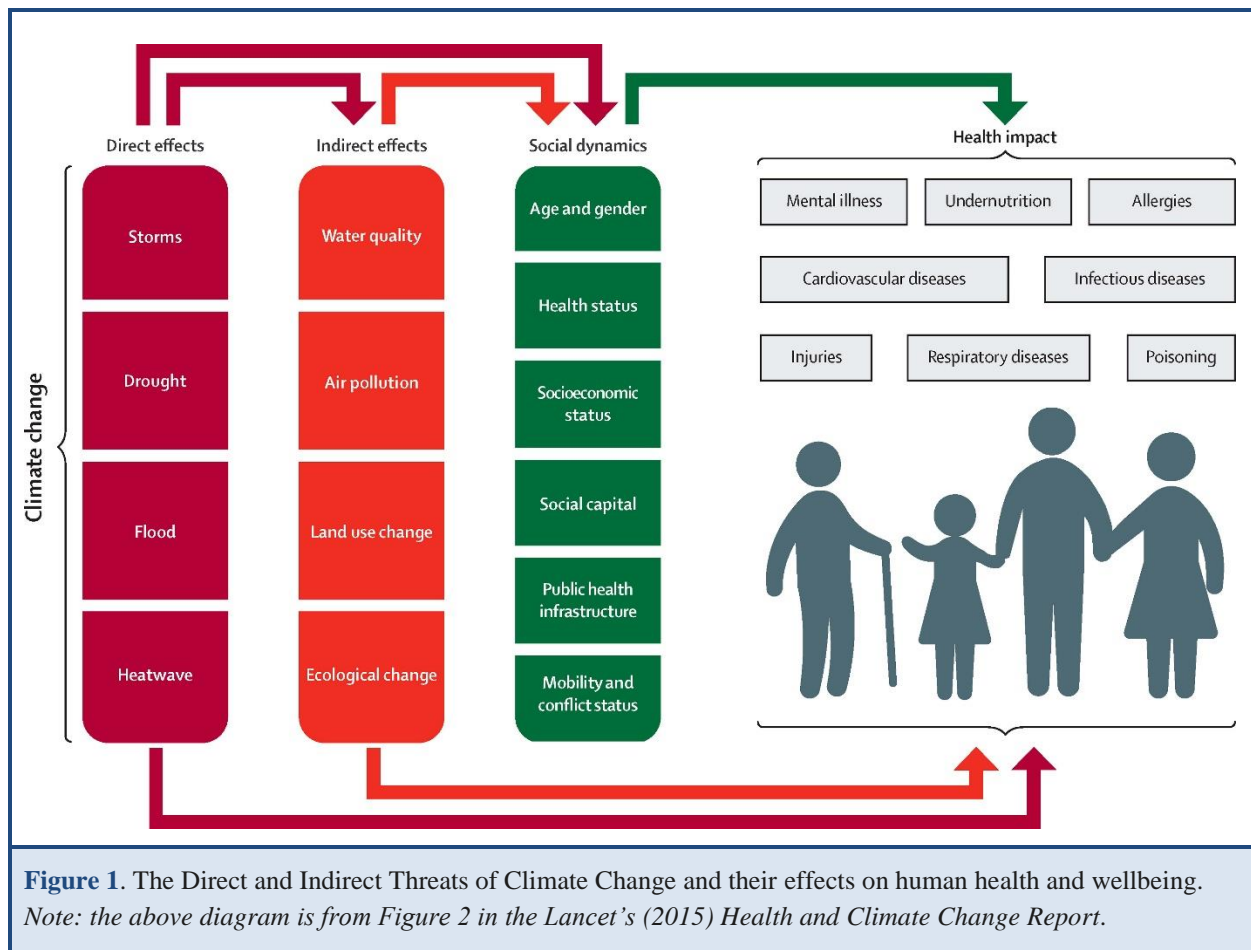 Direct effects
Indirect effects
Social dynamics
Health impact
Climate change
Storms
Drought
Flood
Heatwave
Water quality
Air pollution
Land use change
Ecological change
Age and gender
Health status
Socioeconomic
status
Social capital
Public health
infrastructure
Mobility and
conflict status
Mental illness
Undernutrition
Allergies
Cardiovascular diseases
Infectious diseases
Injuries
Respiratory diseases
Poisoning
Figure 1. The Direct and Indirect Threats of Climate Change and their effects on human health and wellbeing.
Note: the above diagram is from Figure 2 in the Lancet's (2015) Health and Climate Change Report.